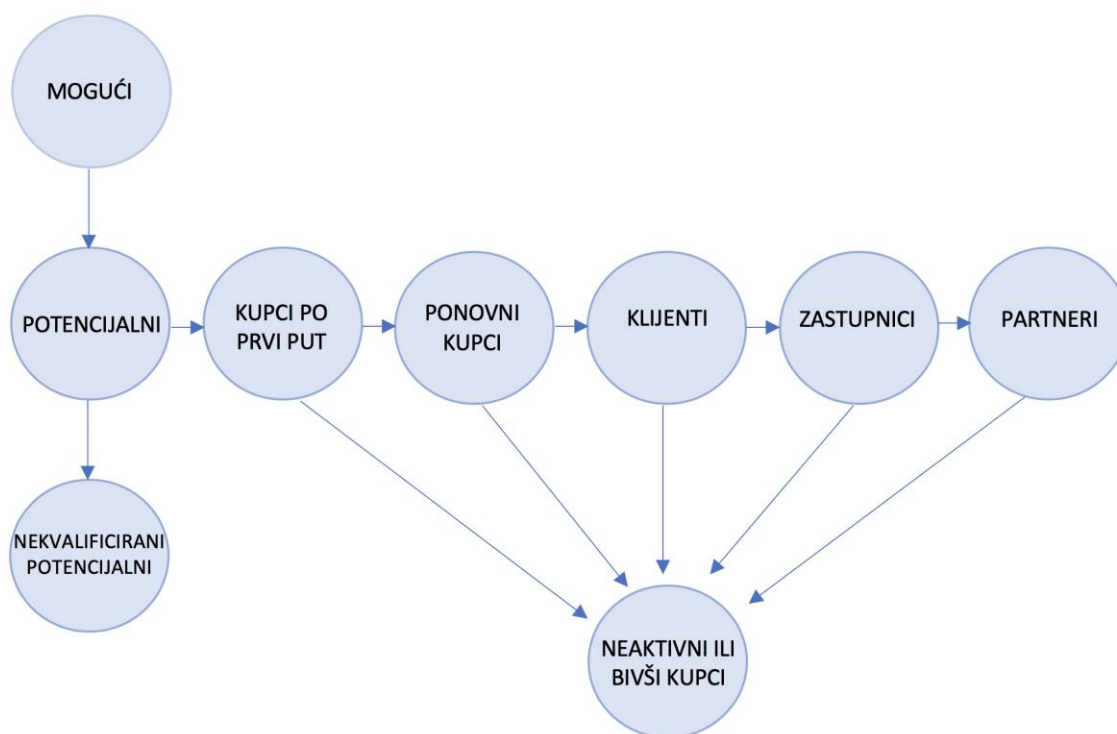 MOGUĆI
POTENCIJALNI
KUPCI PO
PRVI PUT
PONOVNI
KUPCI
KLIJENTI
ZASTUPNICI
PARTNERI
NEKVALIFICIRANI
POTENCIJALNI
NEAKTIVNI ILI
BIVŠI KUPCI